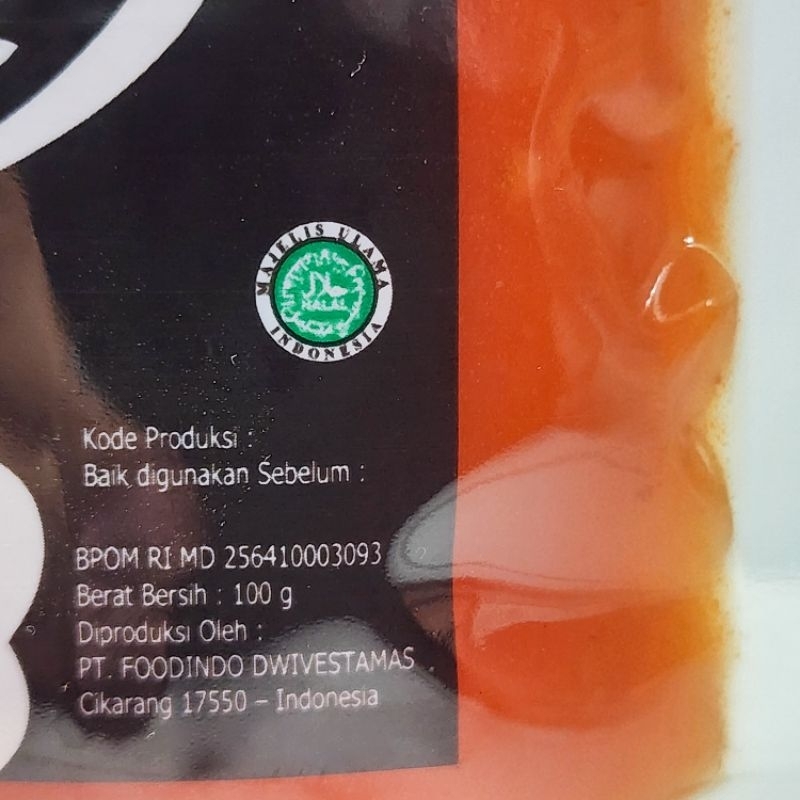 MAJELIS ULAMA
HALAL
INDONESIA
Kode Produksi :
Baik digunakan Sebelum :
BPOM RI MD 256410003093
Berat Bersih : 100 g
Diproduksi Oleh :
PT. FOODINDO DWIVESTAMAS
Cikarang 17550 – Indonesia